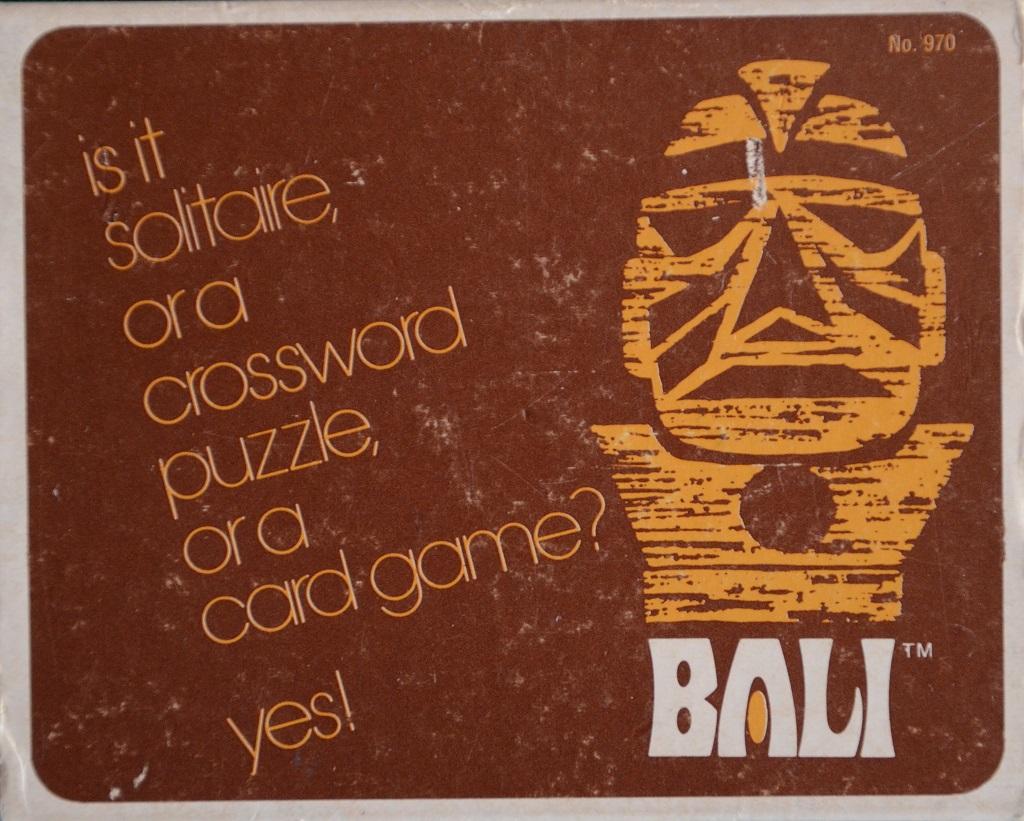 No. 970
is it
solitaire,
or a
crossword
puzzle,
or a
card game?
yes!
BALI™